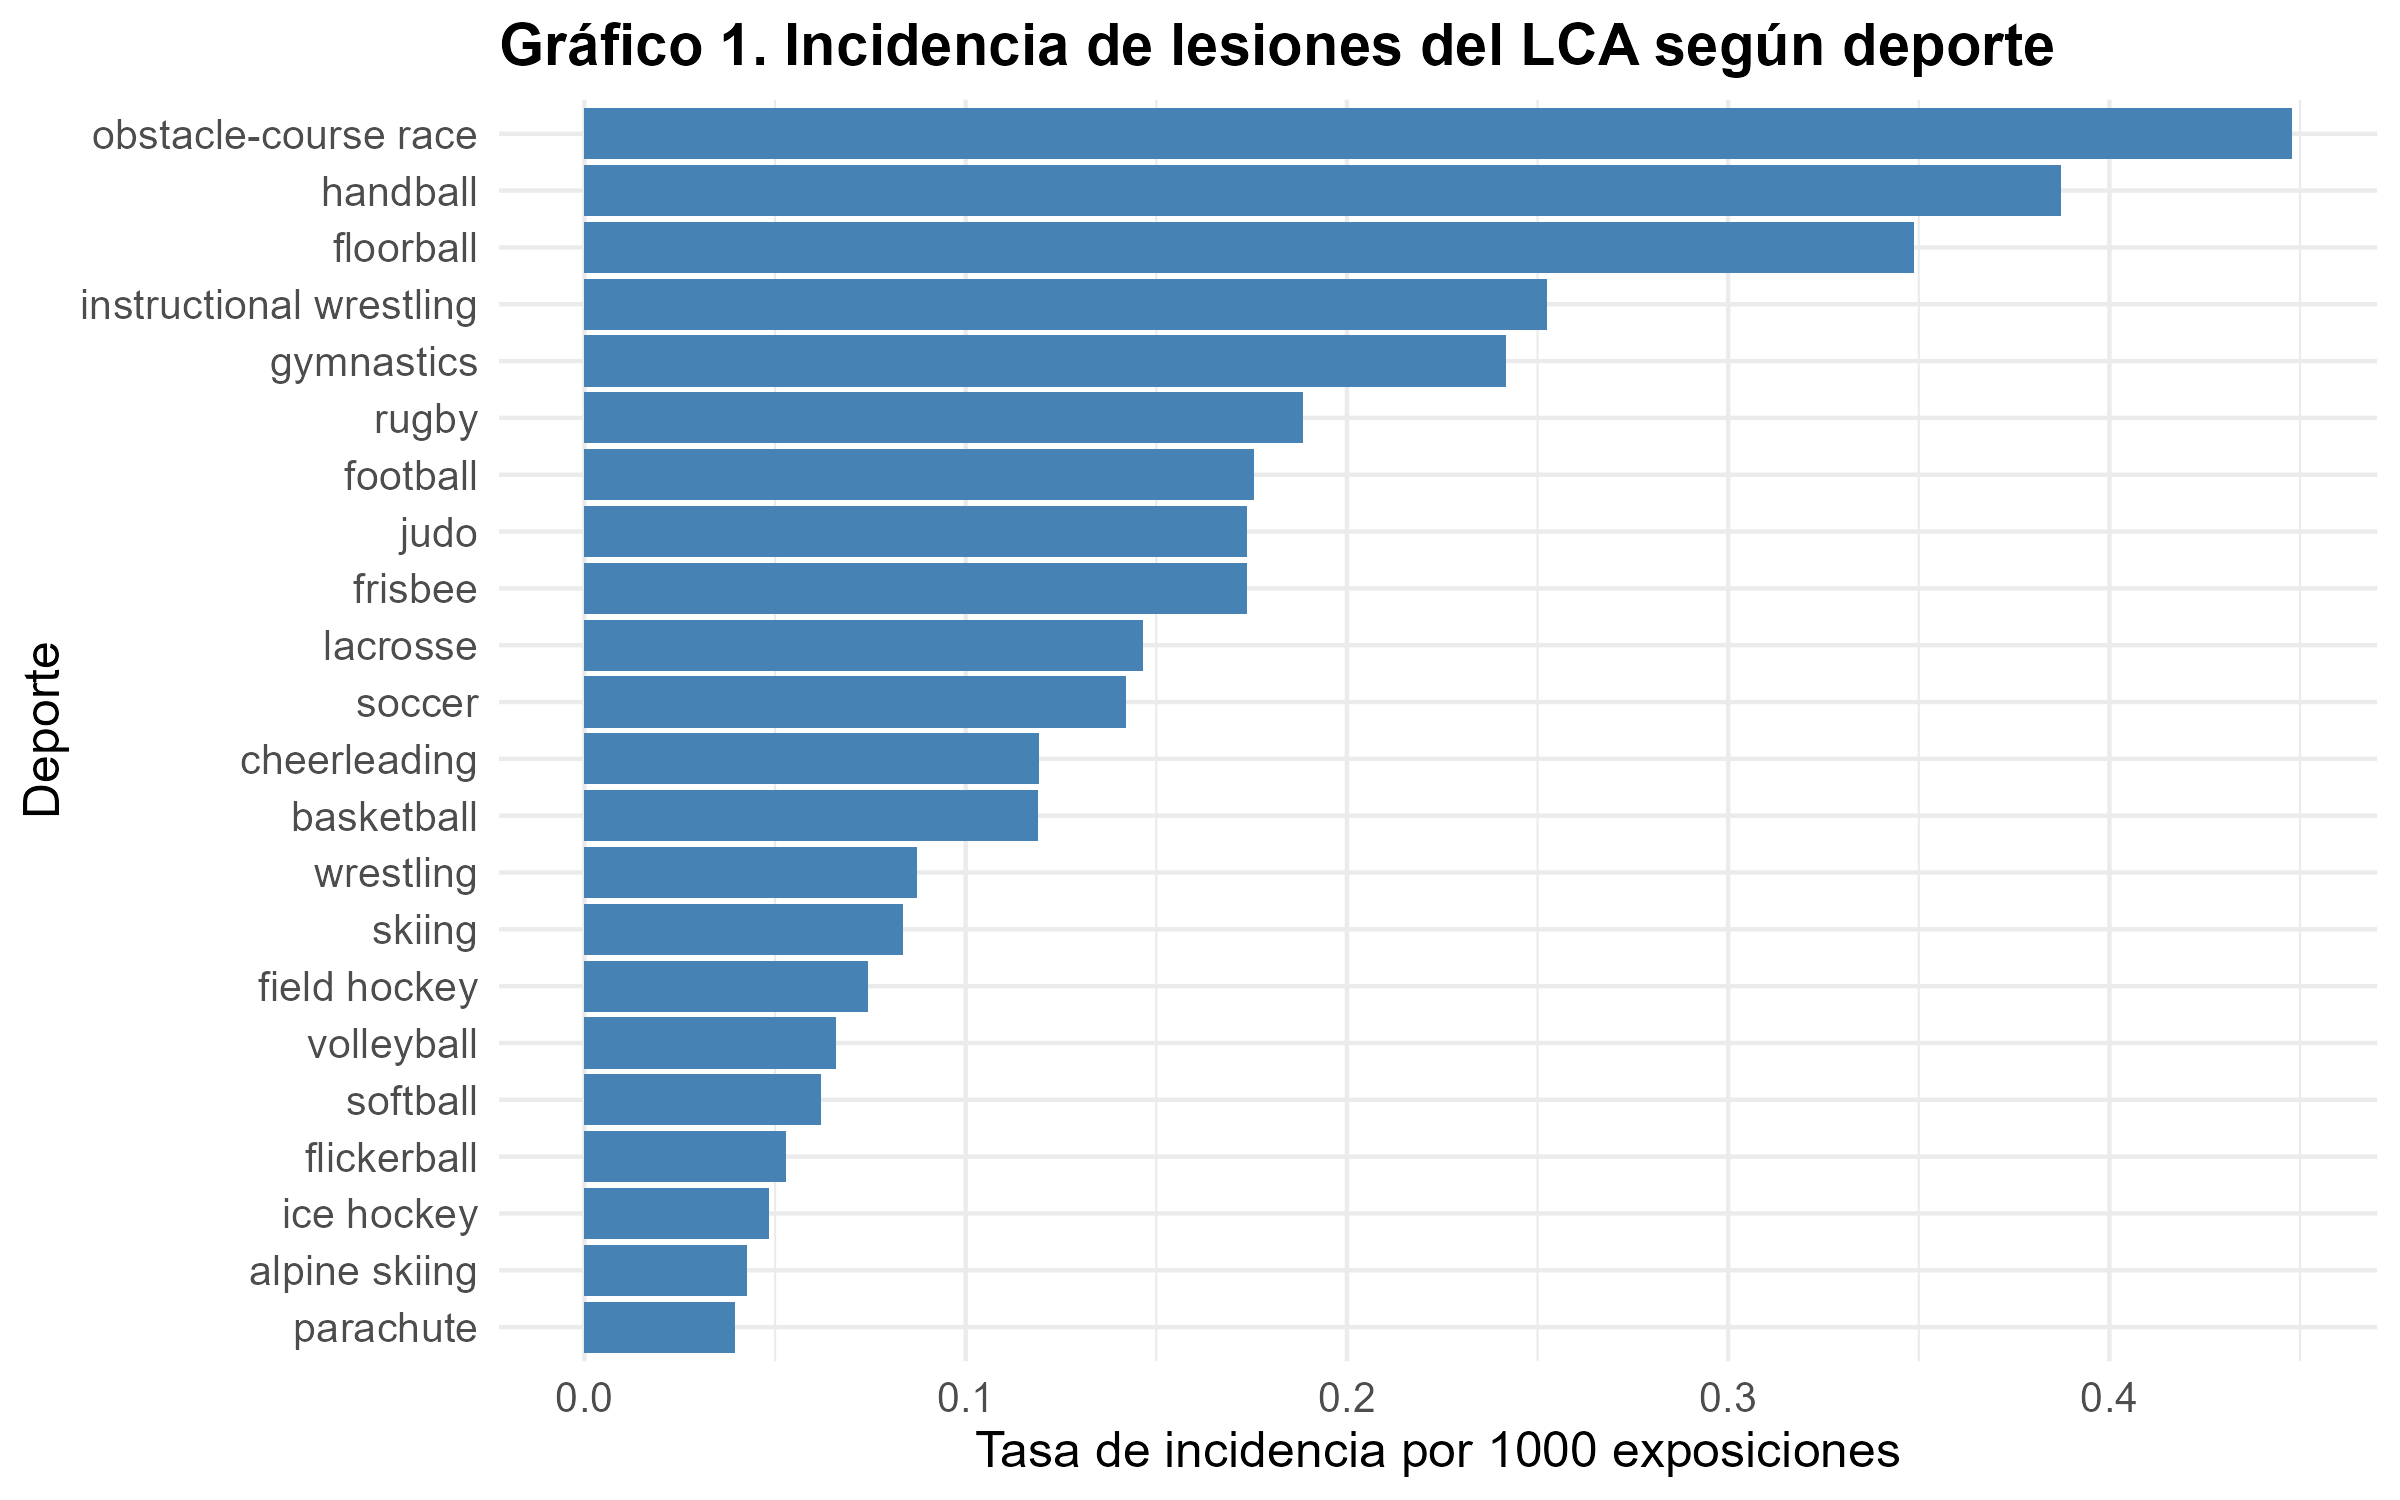 Gráfico 1. Incidencia de lesiones del LCA según deporte
obstacle-course race
handball
floorball
instructional wrestling
gymnastics
rugby
football
judo
frisbee
lacrosse
soccer
cheerleading
basketball
wrestling
skiing
field hockey
volleyball
softball
flickerball
ice hockey
alpine skiing
parachute
Deporte
0.0 0.1 0.2 0.3 0.4
Tasa de incidencia por 1000 exposiciones